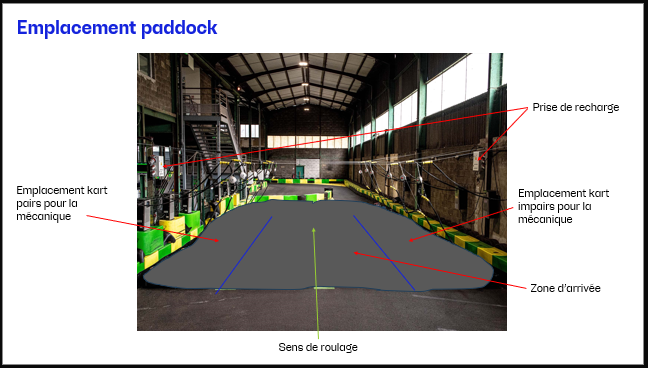 Emplacement paddock
Prise de recharge
Emplacement kart
pairs pour la
mécanique
Emplacement kart
impairs pour la
mécanique
Zone d'arrivée
Sens de roulage